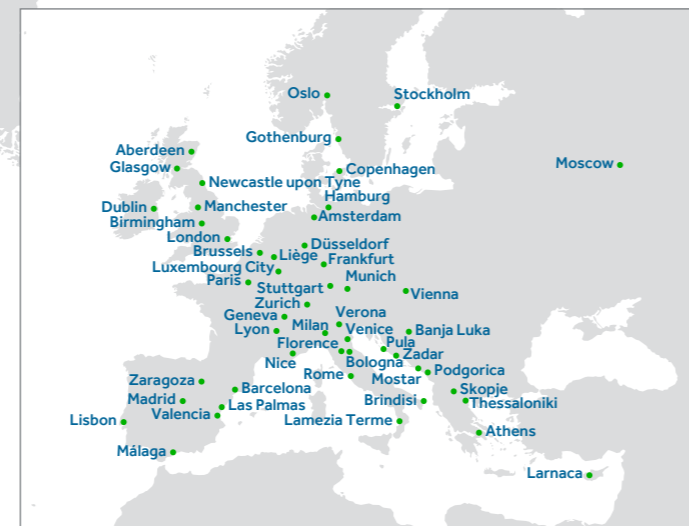 Oslo
Stockholm
Gothenburg
Aberdeen
Moscow
Glasgow
Copenhagen
Newcastle upon Tyne
Hamburg
Dublin
Manchester
Amsterdam
Birmingham
London
Düsseldorf
Brussels
Liège
Frankfurt
Luxembourg City
Paris
Stuttgart
Munich
Vienna
Zurich
Geneva
Verona
Lyon
Milan
Venice
Banja Luka
Florence
Pula
Nice
Bologna
Zadar
Rome
Mostar
Podgorica
Zaragoza
Barcelona
Skopje
Madrid
Las Palmas
Brindisi
Thessaloniki
Valencia
Lisbon
Lamezia Terme
Athens
Málaga
Larnaca